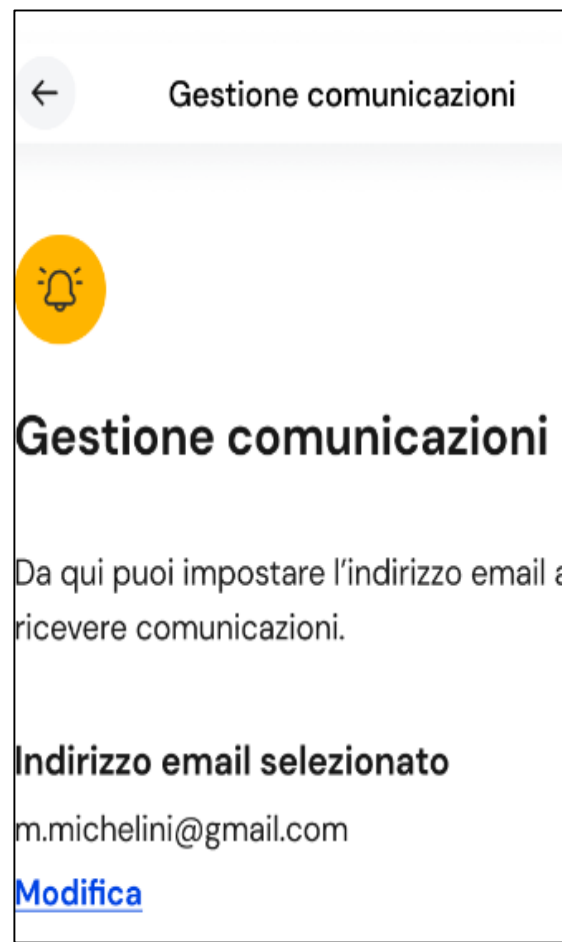 Gestione comunicazioni
Gestione comunicazioni
Da qui puoi impostare l'indirizzo email
ricevere comunicazioni.
Indirizzo email selezionato
m.michelini@gmail.com
Modifica